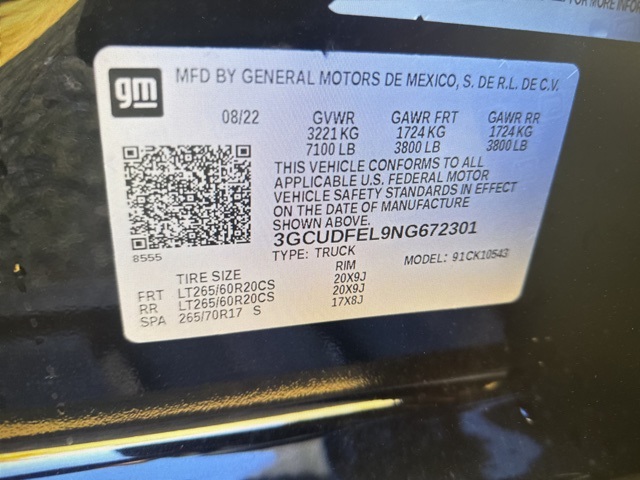 gm
MFD BY GENERAL MOTORS DE MEXICO, S. DE R.L. DE C.V.
08/22 GVWR GAWR FRT GAWR RR
3221 KG 1724 KG 1724 KG
7100 LB 3800 LB 3800 LB
THIS VEHICLE CONFORMS TO ALL
APPLICABLE U.S. FEDERAL MOTOR
VEHICLE SAFETY STANDARDS IN EFFECT
ON THE DATE OF MANUFACTURE
SHOWN ABOVE.
3GCUDFEL9NG672301
8555
TYPE: TRUCK MODEL: 91CK10543
TIRE SIZE RIM
FRT LT265/60R20CS 20X9J
RR LT265/60R20CS 20X9J
SPA 265/70R17 S 17X8J